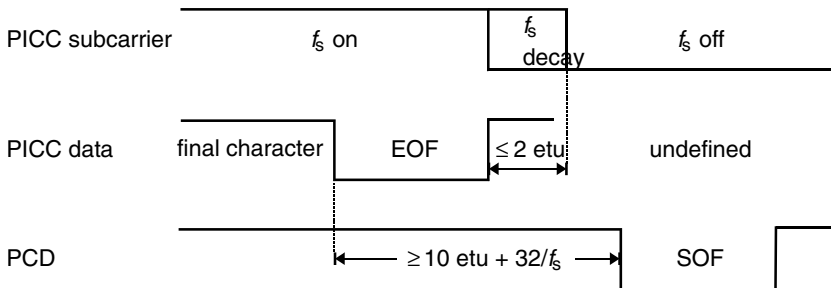 PICC subcarrier fs on fs decay fs off
PICC data final character EOF ≤ 2 etu undefined
PCD ≥ 10 etu + 32/fs SOF